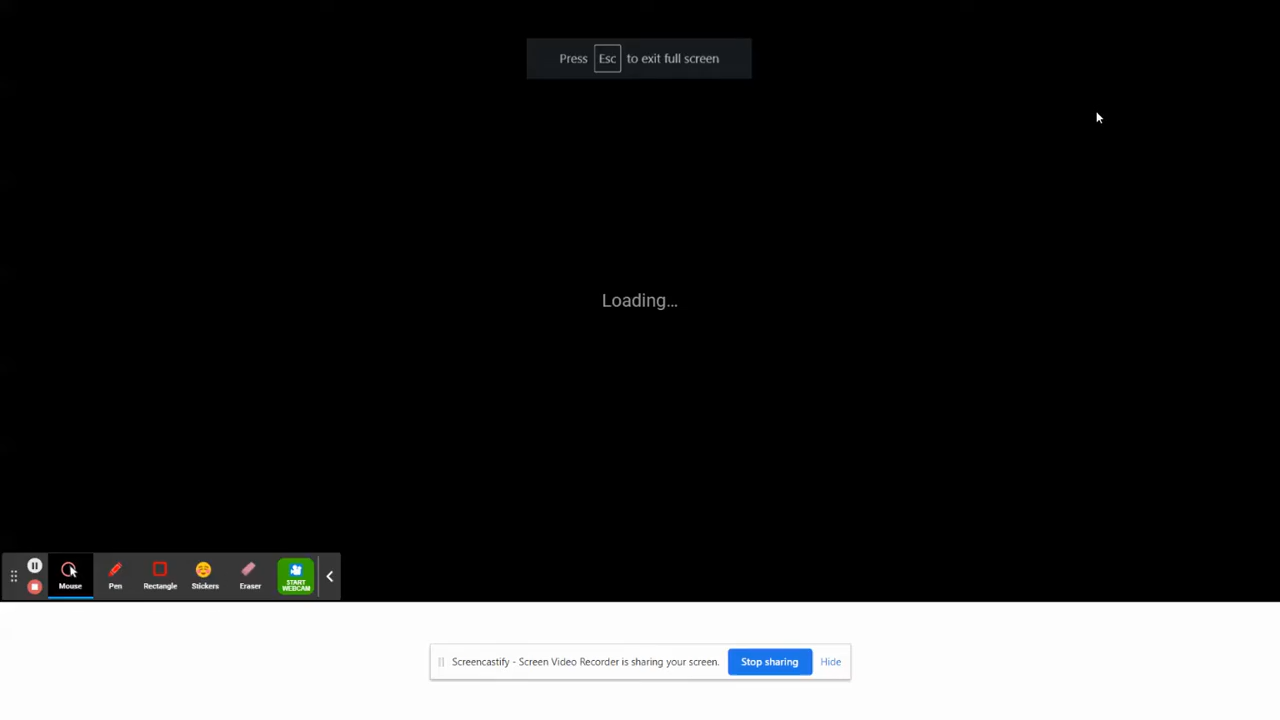 Press Esc to exit full screen
Loading...
Mouse Pen Rectangle Stickers Eraser START WEBCAM
Screencastify - Screen Video Recorder is sharing your screen. Stop sharing Hide